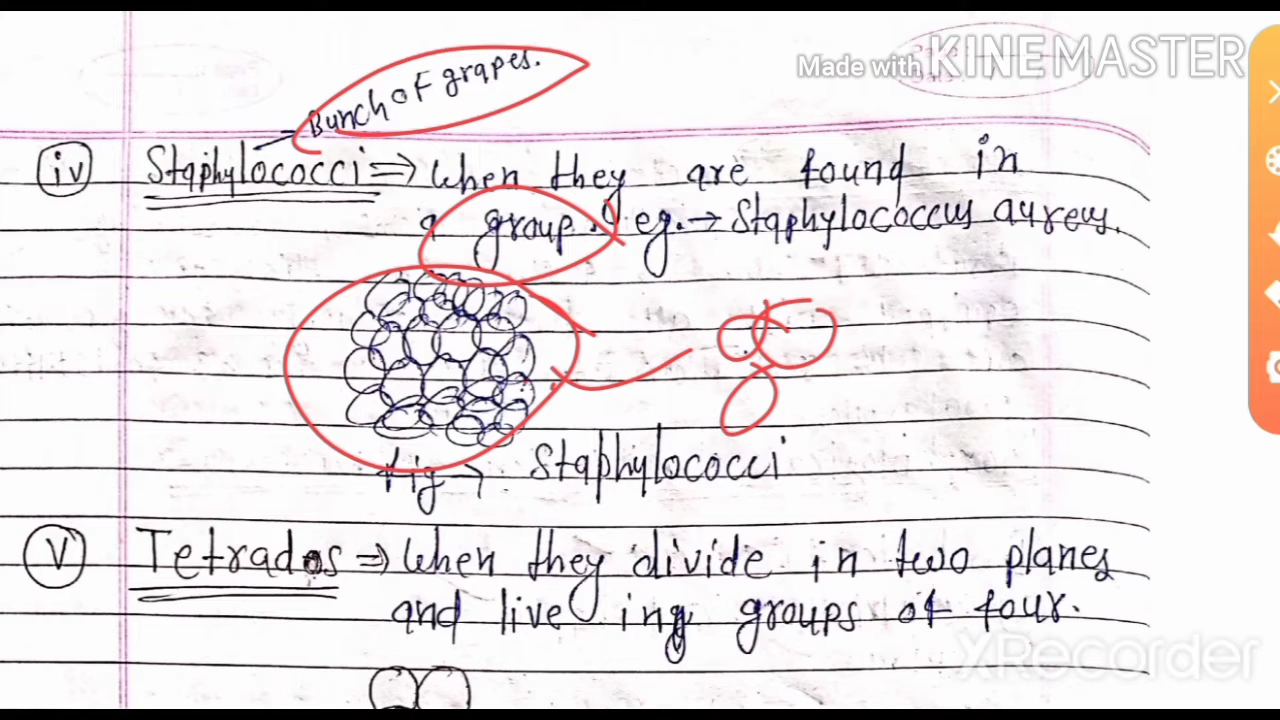 Made with KINEMASTER
Bunch of grapes.
iv Staphylococci ⇒ when they are found in
a group. eg. → Staphylococcus aureus.
fig → Staphylococci
V Tetrados ⇒ when they divide in two planes
and live ing groups of four.
XRecorder